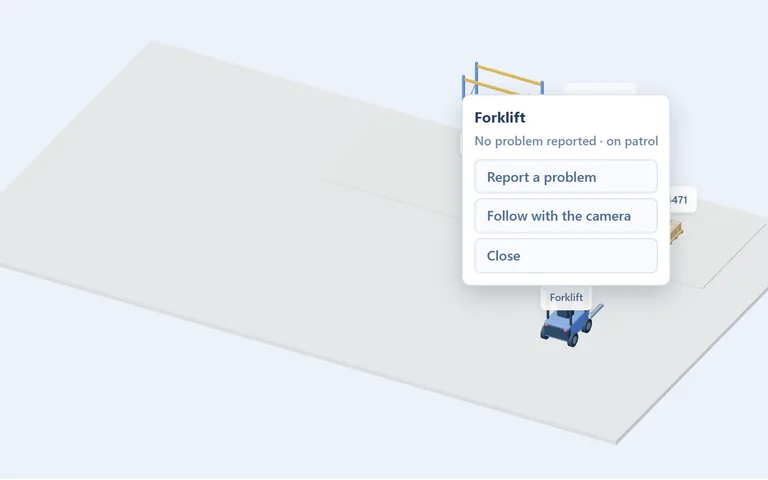 Forklift
No problem reported · on patrol
Report a problem
Follow with the camera
Close
Forklift